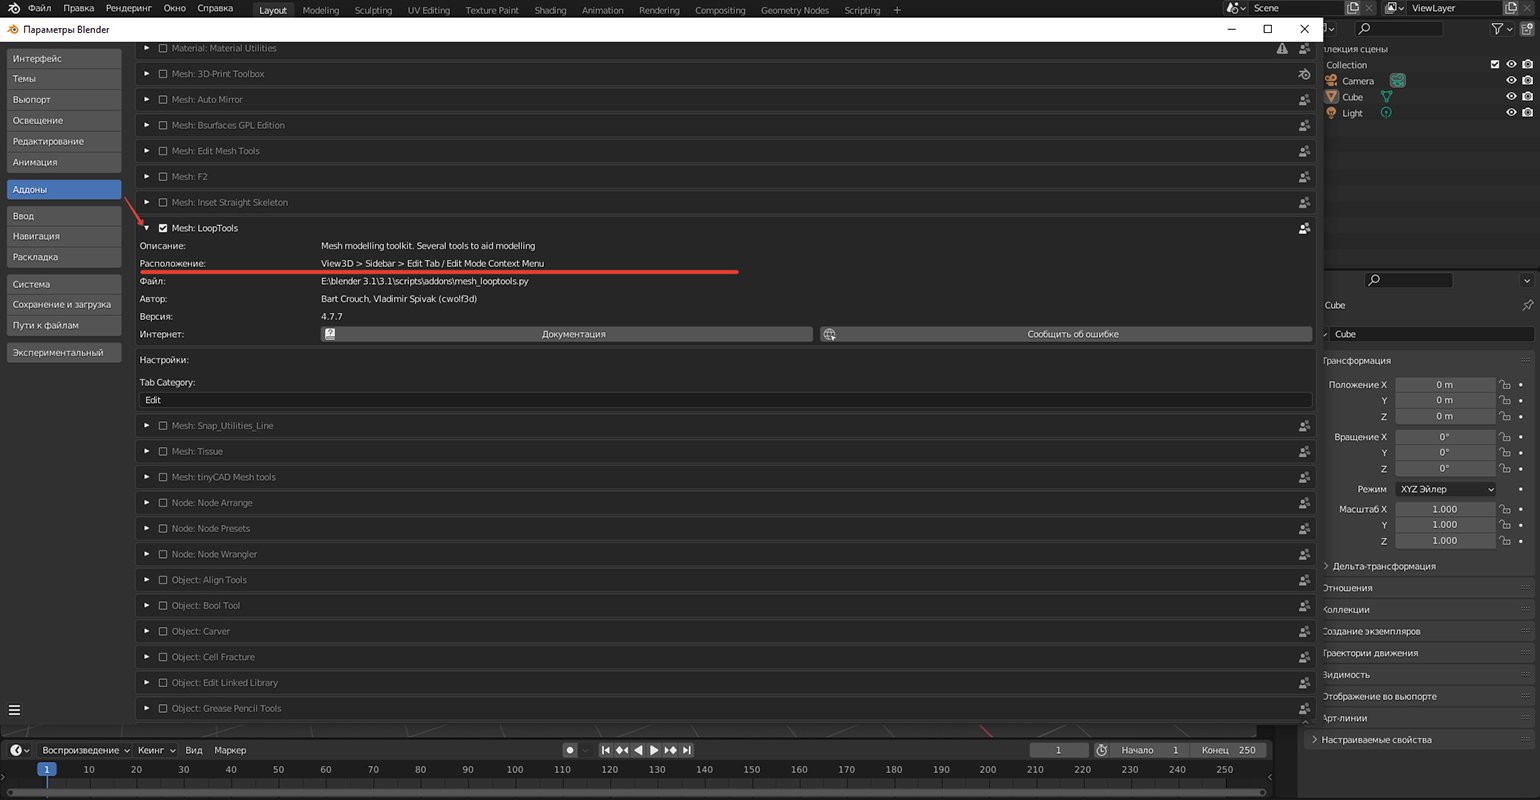 Файл Правка Рендеринг Окно Справка Layout Modeling Sculpting UV Editing Texture Paint Shading Animation Rendering Compositing Geometry Nodes Scripting + Scene ViewLayer
Параметры Blender
Интерфейс
Темы
Вьюпорт
Освещение
Редактирование
Анимация
Аддоны
Ввод
Навигация
Раскладка
Система
Сохранение и загрузка
Пути к файлам
Экспериментальный
Material: Material Utilities
Mesh: 3D-Print Toolbox
Mesh: Auto Mirror
Mesh: Bsurfaces GPL Edition
Mesh: Edit Mesh Tools
Mesh: F2
Mesh: Inset Straight Skeleton
Mesh: LoopTools
Описание: Mesh modelling toolkit. Several tools to aid modelling
Расположение: View3D > Sidebar > Edit Tab / Edit Mode Context Menu
Файл: E:\blender 3.1\3.1\scripts\addons\mesh_looptools.py
Автор: Bart Crouch, Vladimir Spivak (cwolf3d)
Версия: 4.7.7
Интернет: Документация Сообщить об ошибке
Настройки:
Tab Category:
Edit
Mesh: Snap_Utilities_Line
Mesh: Tissue
Mesh: tinyCAD Mesh tools
Node: Node Arrange
Node: Node Presets
Node: Node Wrangler
Object: Align Tools
Object: Bool Tool
Object: Carver
Object: Cell Fracture
Object: Edit Linked Library
Object: Grease Pencil Tools
ллекция сцены
Collection
Camera
Cube
Light
Cube
Cube
Трансформация
Положение X 0 m
Y 0 m
Z 0 m
Вращение X 0°
Y 0°
Z 0°
Режим XYZ Эйлер
Масштаб X 1.000
Y 1.000
Z 1.000
Дельта-трансформация
Отношения
Коллекции
Создание экземпляров
Траектории движения
Видимость
Отображение во вьюпорте
Арт-линии
Настраиваемые свойства
Воспроизведение Кеинг Вид Маркер 1 Начало 1 Конец 250
1 10 20 30 40 50 60 70 80 90 100 110 120 130 140 150 160 170 180 190 200 210 220 230 240 250